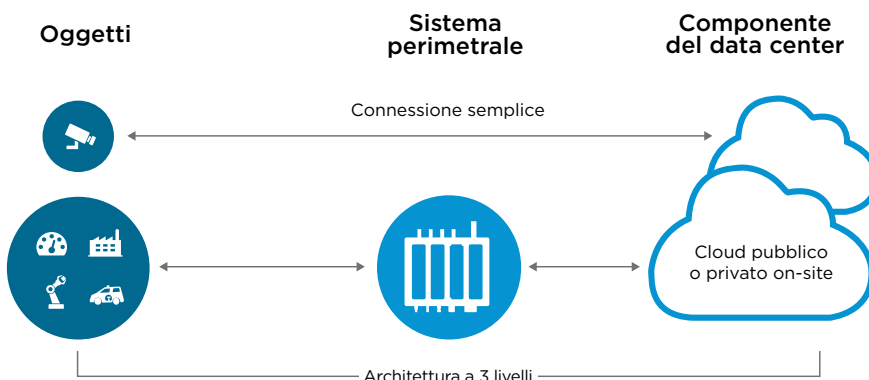 Oggetti
Sistema
perimetrale
Componente
del data center
Connessione semplice
Cloud pubblico
o privato on-site
Architettura a 3 livelli